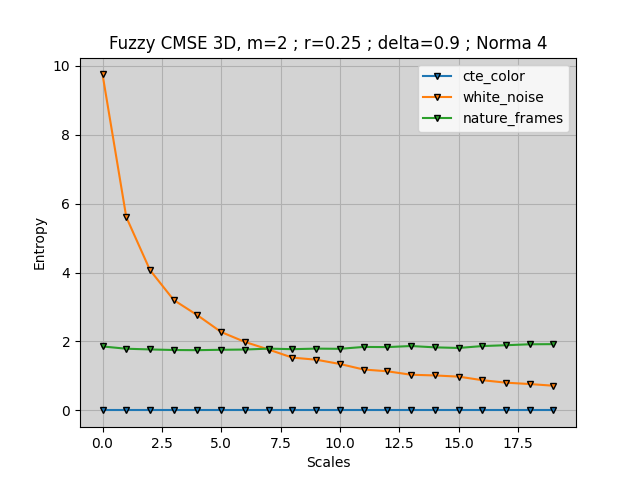 Fuzzy CMSE 3D, m=2 ; r=0.25 ; delta=0.9 ; Norma 4
cte_color
white_noise
nature_frames
Entropy
10
8
6
4
2
0
0.0 2.5 5.0 7.5 10.0 12.5 15.0 17.5
Scales